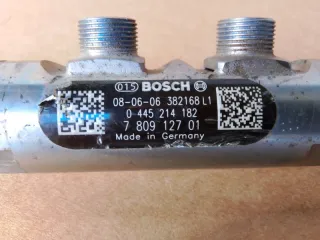 015 BOSCH
08-06-06 382168 L1
0 445 214 182
7 809 127 01
Made in Germany